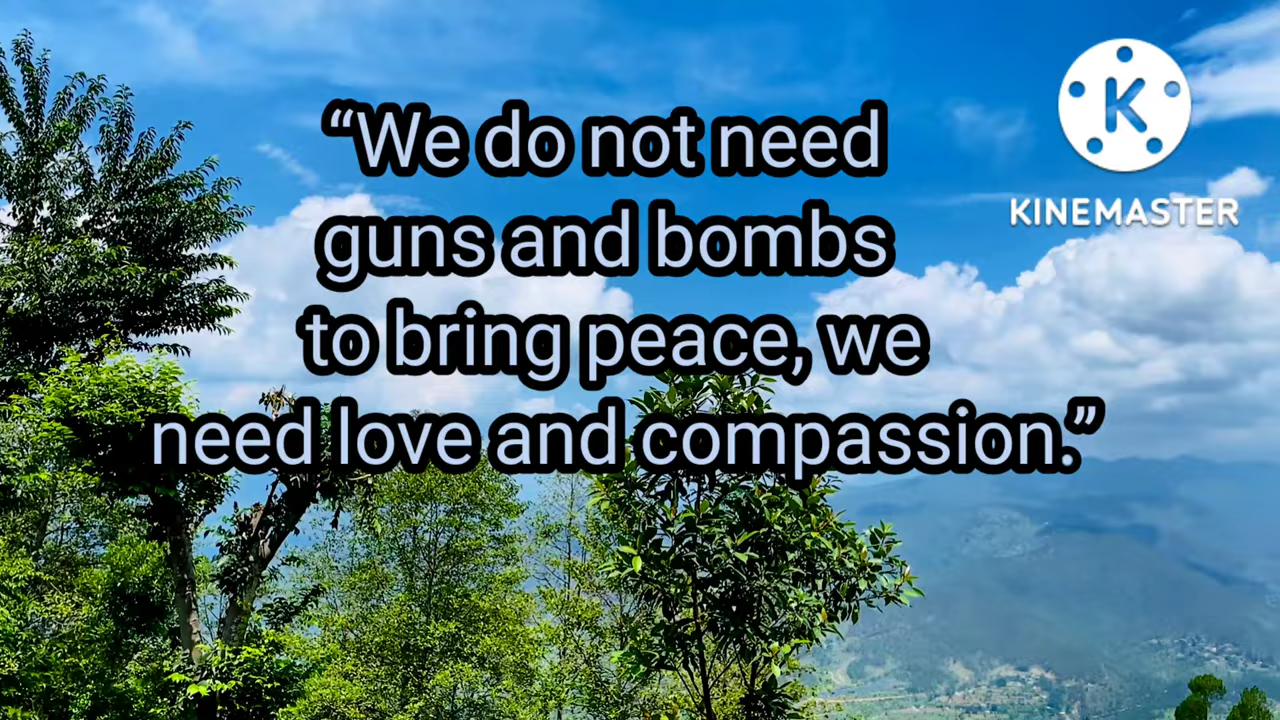 “We do not need
guns and bombs
to bring peace, we
need love and compassion.”
K
KINEMASTER